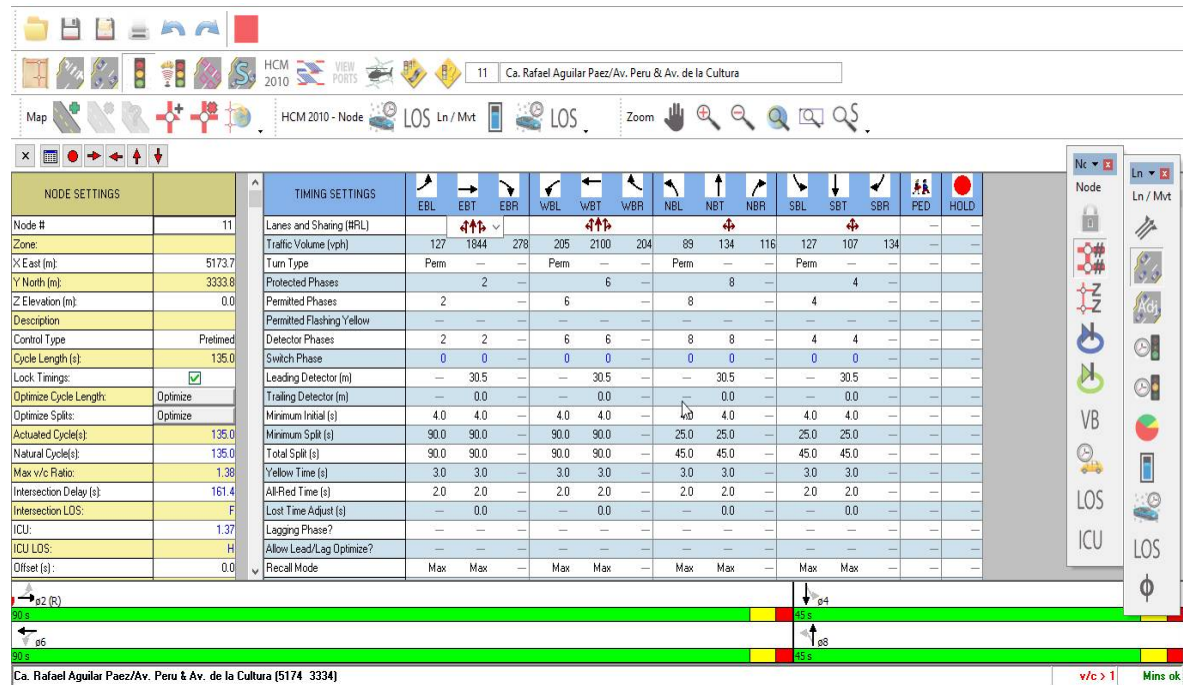 HCM 2010 VIEW PORTS 11 Ca. Rafael Aguilar Paez/Av. Peru & Av. de la Cultura
Map HCM 2010 - Node LOS Ln / Mvt LOS Zoom
NODE SETTINGS
Node # 11
Zone:
X East (m): 5173.7
Y North (m): 3333.8
Z Elevation (m): 0.0
Description
Control Type Pretimed
Cycle Length (s): 135.0
Lock Timings:
Optimize Cycle Length: Optimize
Optimize Splits: Optimize
Actuated Cycle(s): 135.0
Natural Cycle(s): 135.0
Max v/c Ratio: 1.38
Intersection Delay (s): 161.4
Intersection LOS: F
ICU: 1.37
ICU LOS: H
Offset (s) : 0.0
TIMING SETTINGS EBL EBT EBR WBL WBT WBR NBL NBT NBR SBL SBT SBR PED HOLD
Lanes and Sharing (#RL) — —
Traffic Volume (vph) 127 1844 278 205 2100 204 89 134 116 127 107 134 — —
Turn Type Perm — — Perm — — Perm — — Perm — — — —
Protected Phases 2 — 6 — 8 — 4 — — —
Permitted Phases 2 — 6 — 8 — 4 — — —
Permitted Flashing Yellow — — — — — — — — — — — — — —
Detector Phases 2 2 — 6 6 — 8 8 — 4 4 — — —
Switch Phase 0 0 — 0 0 — 0 0 — 0 0 — — —
Leading Detector (m) — 30.5 — — 30.5 — — 30.5 — — 30.5 — — —
Trailing Detector (m) — 0.0 — — 0.0 — — 0.0 — — 0.0 — — —
Minimum Initial (s) 4.0 4.0 — 4.0 4.0 — 4.0 4.0 — 4.0 4.0 — — —
Minimum Split (s) 90.0 90.0 — 90.0 90.0 — 25.0 25.0 — 25.0 25.0 — — —
Total Split (s) 90.0 90.0 — 90.0 90.0 — 45.0 45.0 — 45.0 45.0 — — —
Yellow Time (s) 3.0 3.0 — 3.0 3.0 — 3.0 3.0 — 3.0 3.0 — — —
All-Red Time (s) 2.0 2.0 — 2.0 2.0 — 2.0 2.0 — 2.0 2.0 — — —
Lost Time Adjust (s) — 0.0 — — 0.0 — — 0.0 — — 0.0 — — —
Lagging Phase? — — — — — — — — — — — — — —
Allow Lead/Lag Optimize? — — — — — — — — — — — — — —
Recall Mode Max Max — Max Max — Max Max — Max Max — — —
Nc
Node
VB
LOS
ICU
Ln
Ln / Mvt
Adj
LOS
ϕ
ø2 (R) ø4
90 s 45 s
ø6 ø8
90 s 45 s
Ca. Rafael Aguilar Paez/Av. Peru & Av. de la Cultura (5174 3334) v/c > 1 Mins ok